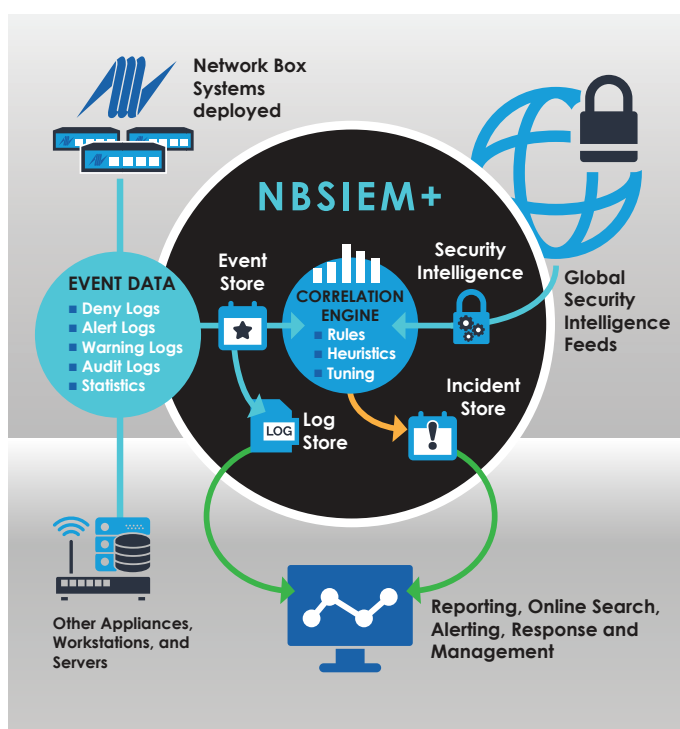 Network Box
Systems
deployed
NBSIEM+
EVENT DATA
Deny Logs
Alert Logs
Warning Logs
Audit Logs
Statistics
Event
Store
CORRELATION
ENGINE
Rules
Heuristics
Tuning
Security
Intelligence
Global
Security
Intelligence
Feeds
LOG
Log
Store
Incident
Store
Other Appliances,
Workstations, and
Servers
Reporting, Online Search,
Alerting, Response and
Management